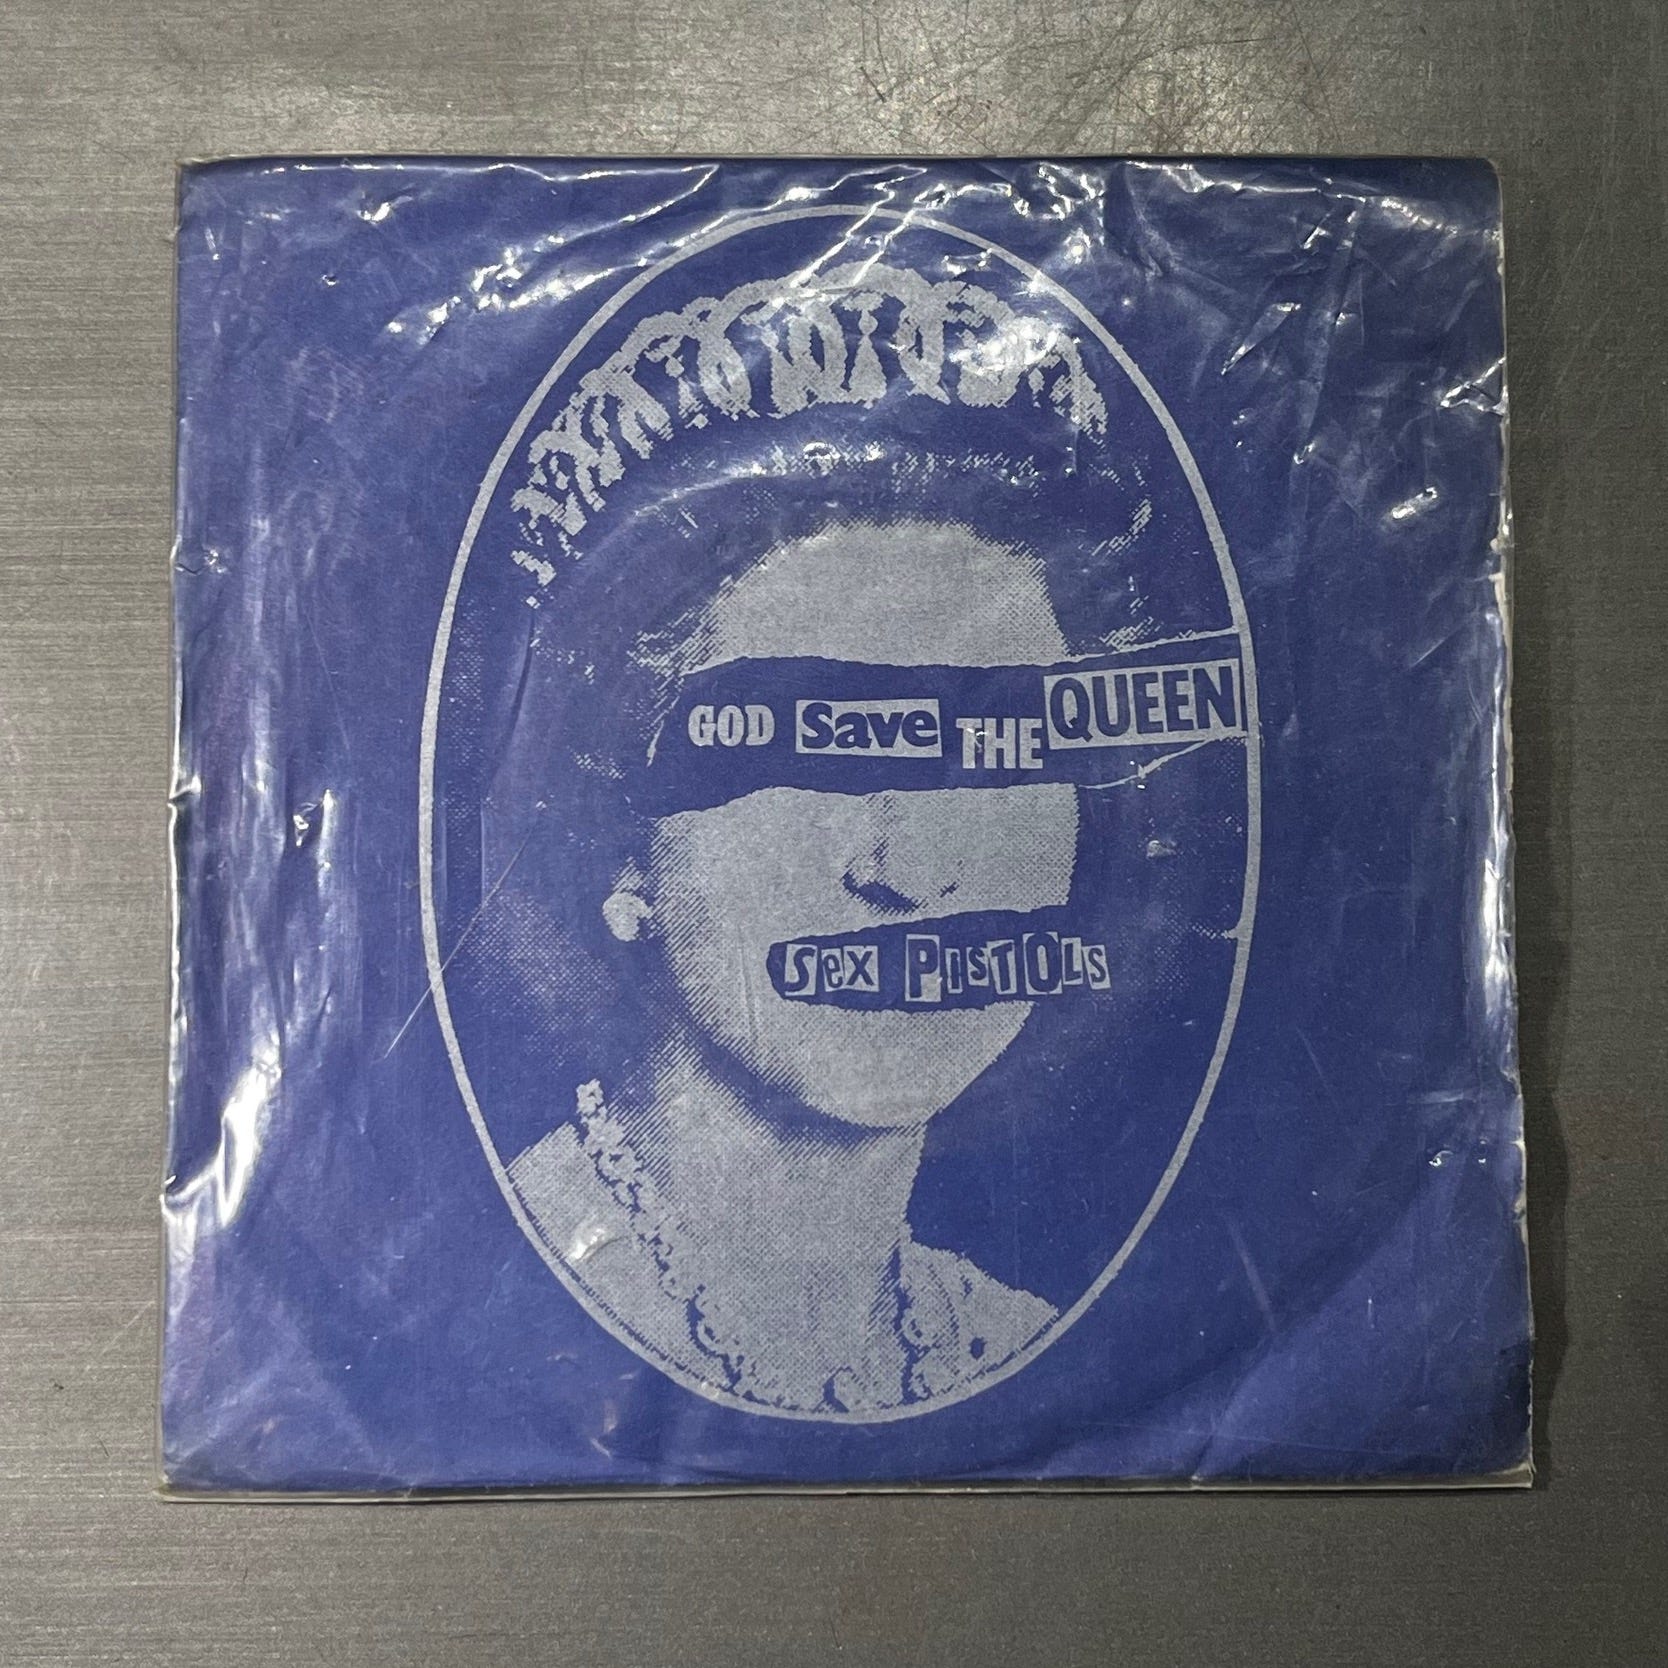 GOD Save THE QUEEN
Sex PISTOLS